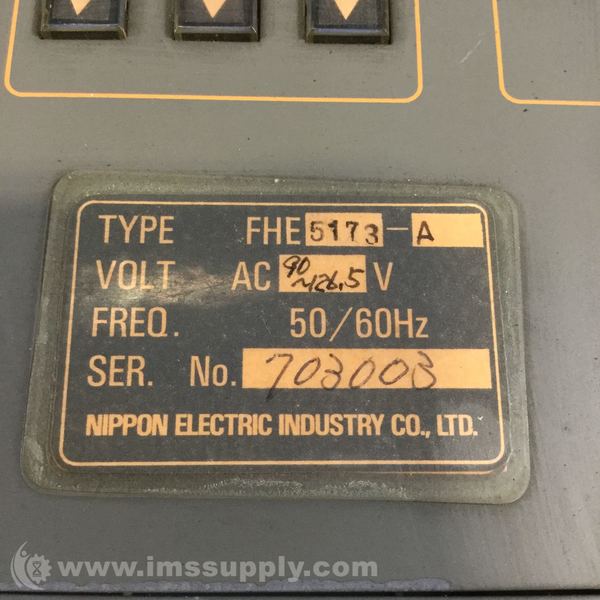 TYPE FHE 5173-A
VOLT AC 90~126.5 V
FREQ. 50/60Hz
SER. No. 703003
NIPPON ELECTRIC INDUSTRY CO., LTD.
www.imssupply.com